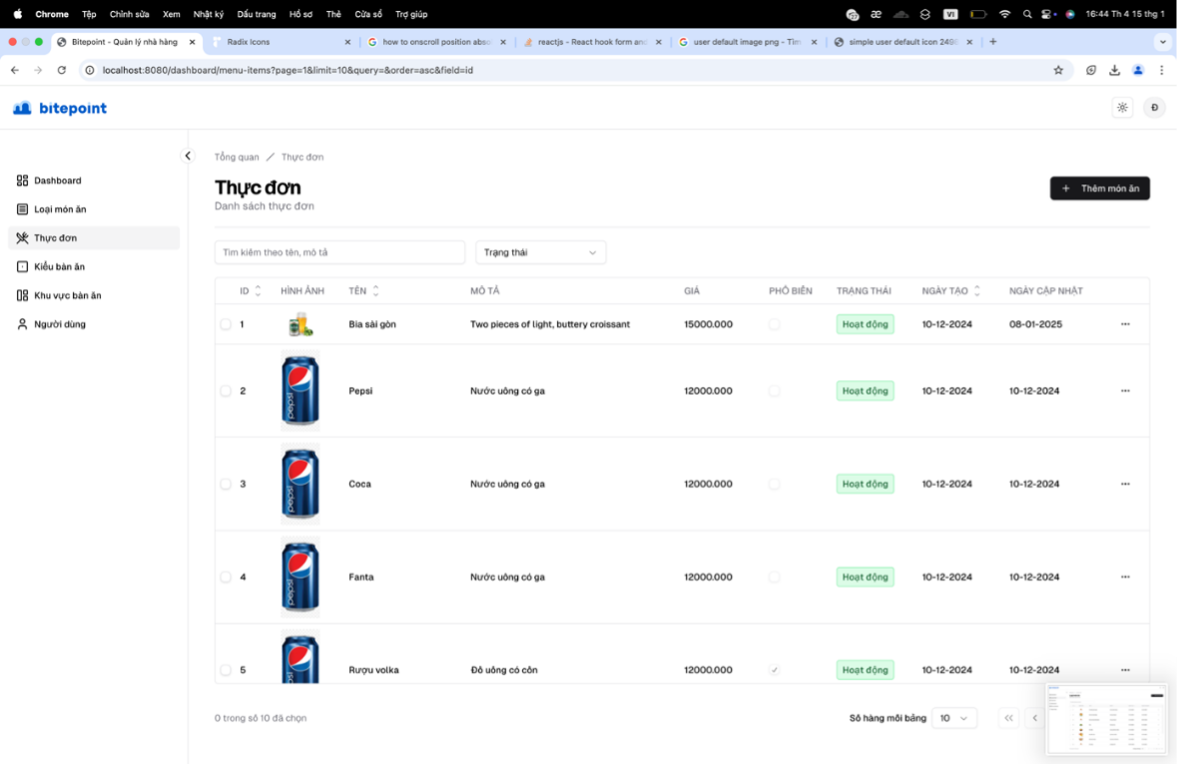 Chrome Tệp Chỉnh sửa Xem Nhật ký Dấu trang Hồ sơ Thẻ Cửa sổ Trợ giúp VI 16:44 Th 4 15 thg 1
Bitepoint - Quản lý nhà hàng Radix Icons how to onscroll position abso reactjs - React hook form and user default image png - Tìm simple user default icon 2496
localhost:8080/dashboard/menu-items?page=1&limit=10&query=&order=asc&field=id
bitepoint Đ
Tổng quan / Thực đơn
Dashboard
Loại món ăn
Thực đơn
Kiểu bàn ăn
Khu vực bàn ăn
Người dùng
Thực đơn
Danh sách thực đơn
+ Thêm món ăn
Tìm kiếm theo tên, mô tả Trạng thái
ID HÌNH ẢNH TÊN MÔ TẢ GIÁ PHỔ BIẾN TRẠNG THÁI NGÀY TẠO NGÀY CẬP NHẬT
1 Bia sài gòn Two pieces of light, buttery croissant 15000.000 Hoạt động 10-12-2024 08-01-2025
2 pepsi Pepsi Nước uống có ga 12000.000 Hoạt động 10-12-2024 10-12-2024
3 pepsi Coca Nước uống có ga 12000.000 Hoạt động 10-12-2024 10-12-2024
4 pepsi Fanta Nước uống có ga 12000.000 Hoạt động 10-12-2024 10-12-2024
5 Rượu volka Đồ uống có cồn 12000.000 Hoạt động 10-12-2024 10-12-2024
0 trong số 10 đã chọn Số hàng mỗi bảng 10